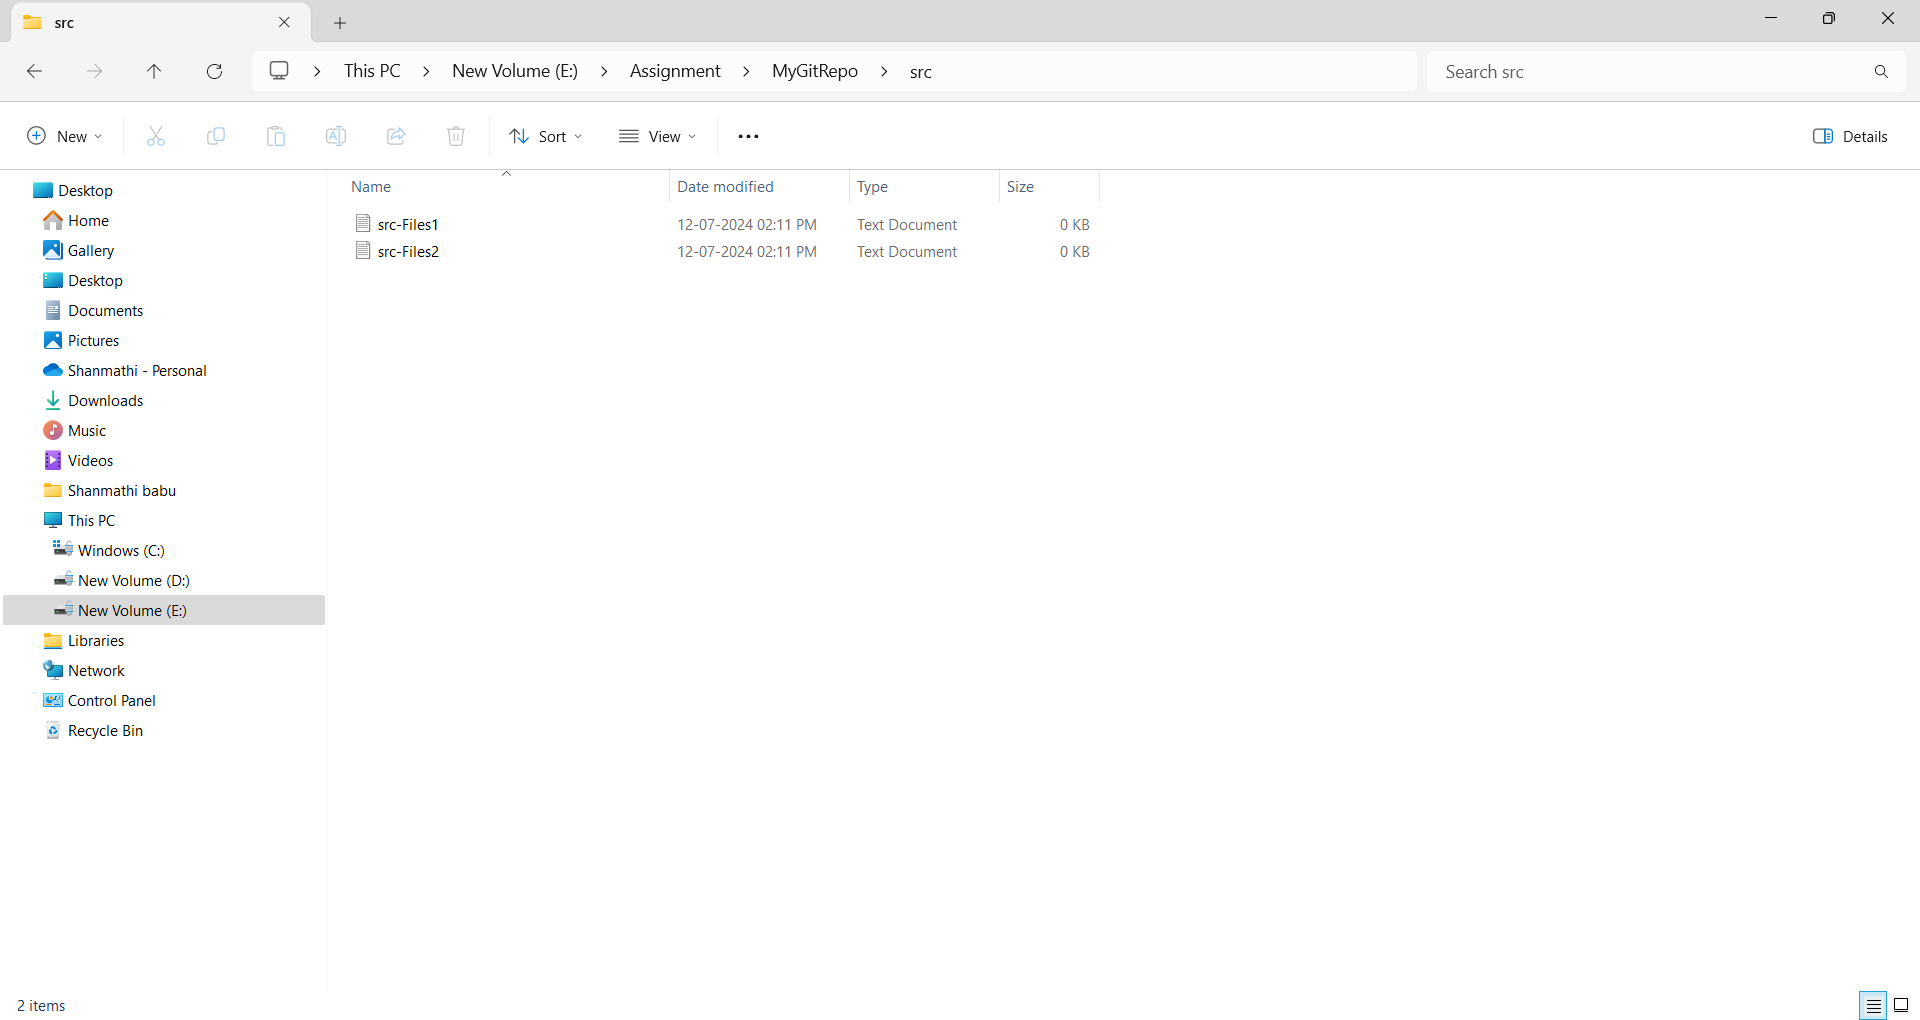 src
This PC > New Volume (E:) > Assignment > MyGitRepo > src
Search src
New
Sort
View
Details
Desktop
Home
Gallery
Desktop
Documents
Pictures
Shanmathi - Personal
Downloads
Music
Videos
Shanmathi babu
This PC
Windows (C:)
New Volume (D:)
New Volume (E:)
Libraries
Network
Control Panel
Recycle Bin
Name Date modified Type Size
src-Files1 12-07-2024 02:11 PM Text Document 0 KB
src-Files2 12-07-2024 02:11 PM Text Document 0 KB
2 items